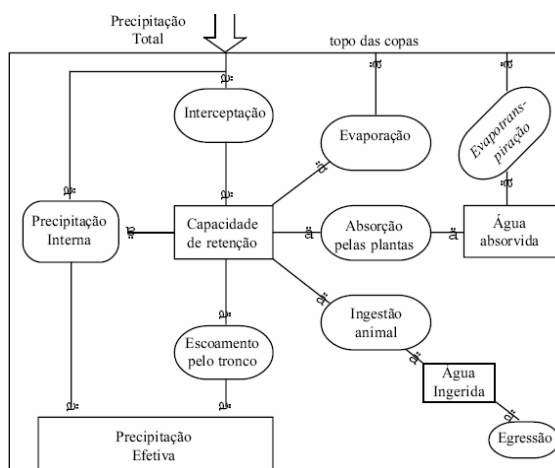 Precipitação
Total
topo das copas
Interceptação
Evaporação
Evapotrans-
piração
Precipitação
Interna
Capacidade
de retenção
Absorção
pelas plantas
Água
absorvida
Ingestão
animal
Escoamento
pelo tronco
Água
Ingerida
Precipitação
Efetiva
Egressão